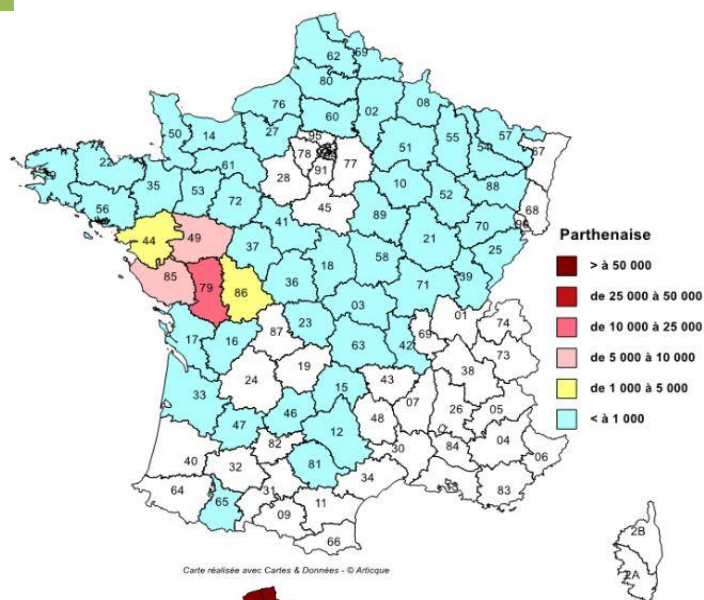 62 59
80
76 02 08
60
50 14 27 95 51 55 54 57 67
78 77
22 61 28 91 10 88
35 53 52 68
56 72 45 89 70
41 21 25
44 49 37 18 58
85 79 86 36 71 39
03 01 74
17 16 87 23 63 42 69 73
38
24 19 15 43
33 07 26 05
47 46 48
12 04
82 30 84 06
40 32 81 34
64 31 83
65 11
09
66
2B
2A
Parthenaise
> à 50 000
de 25 000 à 50 000
de 10 000 à 25 000
de 5 000 à 10 000
de 1 000 à 5 000
< à 1 000
Carte réalisée avec Cartes & Données - © Articque